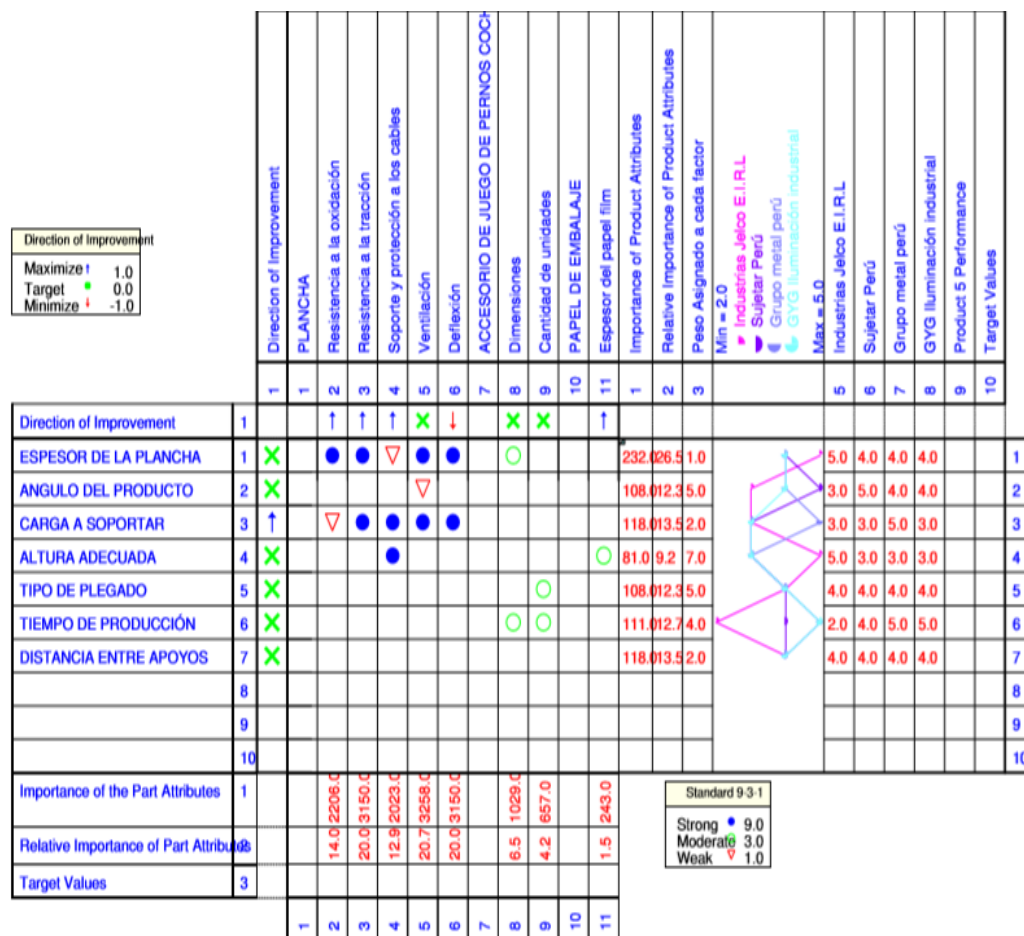 Direction of Improvement
Maximize 1.0
Target 0.0
Minimize -1.0
Direction of Improvement
PLANCHA
Resistencia a la oxidación
Resistencia a la tracción
Soporte y protección a los cables
Ventilación
Deflexión
ACCESORIO DE JUEGO DE PERNOS COCH
Dimensiones
Cantidad de unidades
PAPEL DE EMBALAJE
Espesor del papel film
Importance of Product Attributes
Relative Importance of Product Attributes
Peso Asignado a cada factor
Min = 2.0
Industrias Jelco E.I.R.L
Sujetar Perú
Grupo metal perú
GYG Iluminación industrial
Max = 5.0
Industrias Jelco E.I.R.L
Sujetar Perú
Grupo metal perú
GYG Iluminación industrial
Product 5 Performance
Target Values
1 1 2 3 4 5 6 7 8 9 10 11 1 2 3 5 6 7 8 9 10
Direction of Improvement 1
ESPESOR DE LA PLANCHA 1 232.0 26.5 1.0 5.0 4.0 4.0 4.0 1
ANGULO DEL PRODUCTO 2 108.0 12.3 5.0 3.0 5.0 4.0 4.0 2
CARGA A SOPORTAR 3 118.0 13.5 2.0 3.0 3.0 5.0 3.0 3
ALTURA ADECUADA 4 81.0 9.2 7.0 5.0 3.0 3.0 3.0 4
TIPO DE PLEGADO 5 108.0 12.3 5.0 4.0 4.0 4.0 4.0 5
TIEMPO DE PRODUCCIÓN 6 111.0 12.7 4.0 2.0 4.0 5.0 5.0 6
DISTANCIA ENTRE APOYOS 7 118.0 13.5 2.0 4.0 4.0 4.0 4.0 7
8 8
9 9
10 10
Importance of the Part Attributes 1 2206.0 3150.0 2023.0 3258.0 3150.0 1029.0 657.0 243.0
Relative Importance of Part Attributes 2 14.0 20.0 12.9 20.7 20.0 6.5 4.2 1.5
Target Values 3
1 2 3 4 5 6 7 8 9 10 11
Standard 9-3-1
Strong 9.0
Moderate 3.0
Weak 1.0